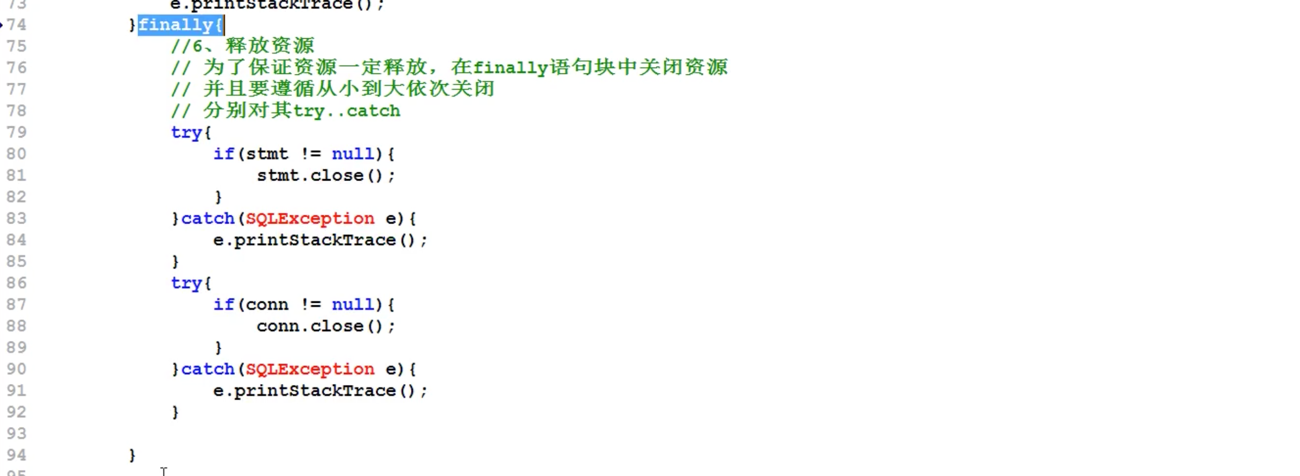 73 e.printStackTrace();
74 }finally{
75 //6、释放资源
76 // 为了保证资源一定释放，在finally语句块中关闭资源
77 // 并且要遵循从小到大依次关闭
78 // 分别对其try..catch
79 try{
80 if(stmt != null){
81 stmt.close();
82 }
83 }catch(SQLException e){
84 e.printStackTrace();
85 }
86 try{
87 if(conn != null){
88 conn.close();
89 }
90 }catch(SQLException e){
91 e.printStackTrace();
92 }
93
94 }
95